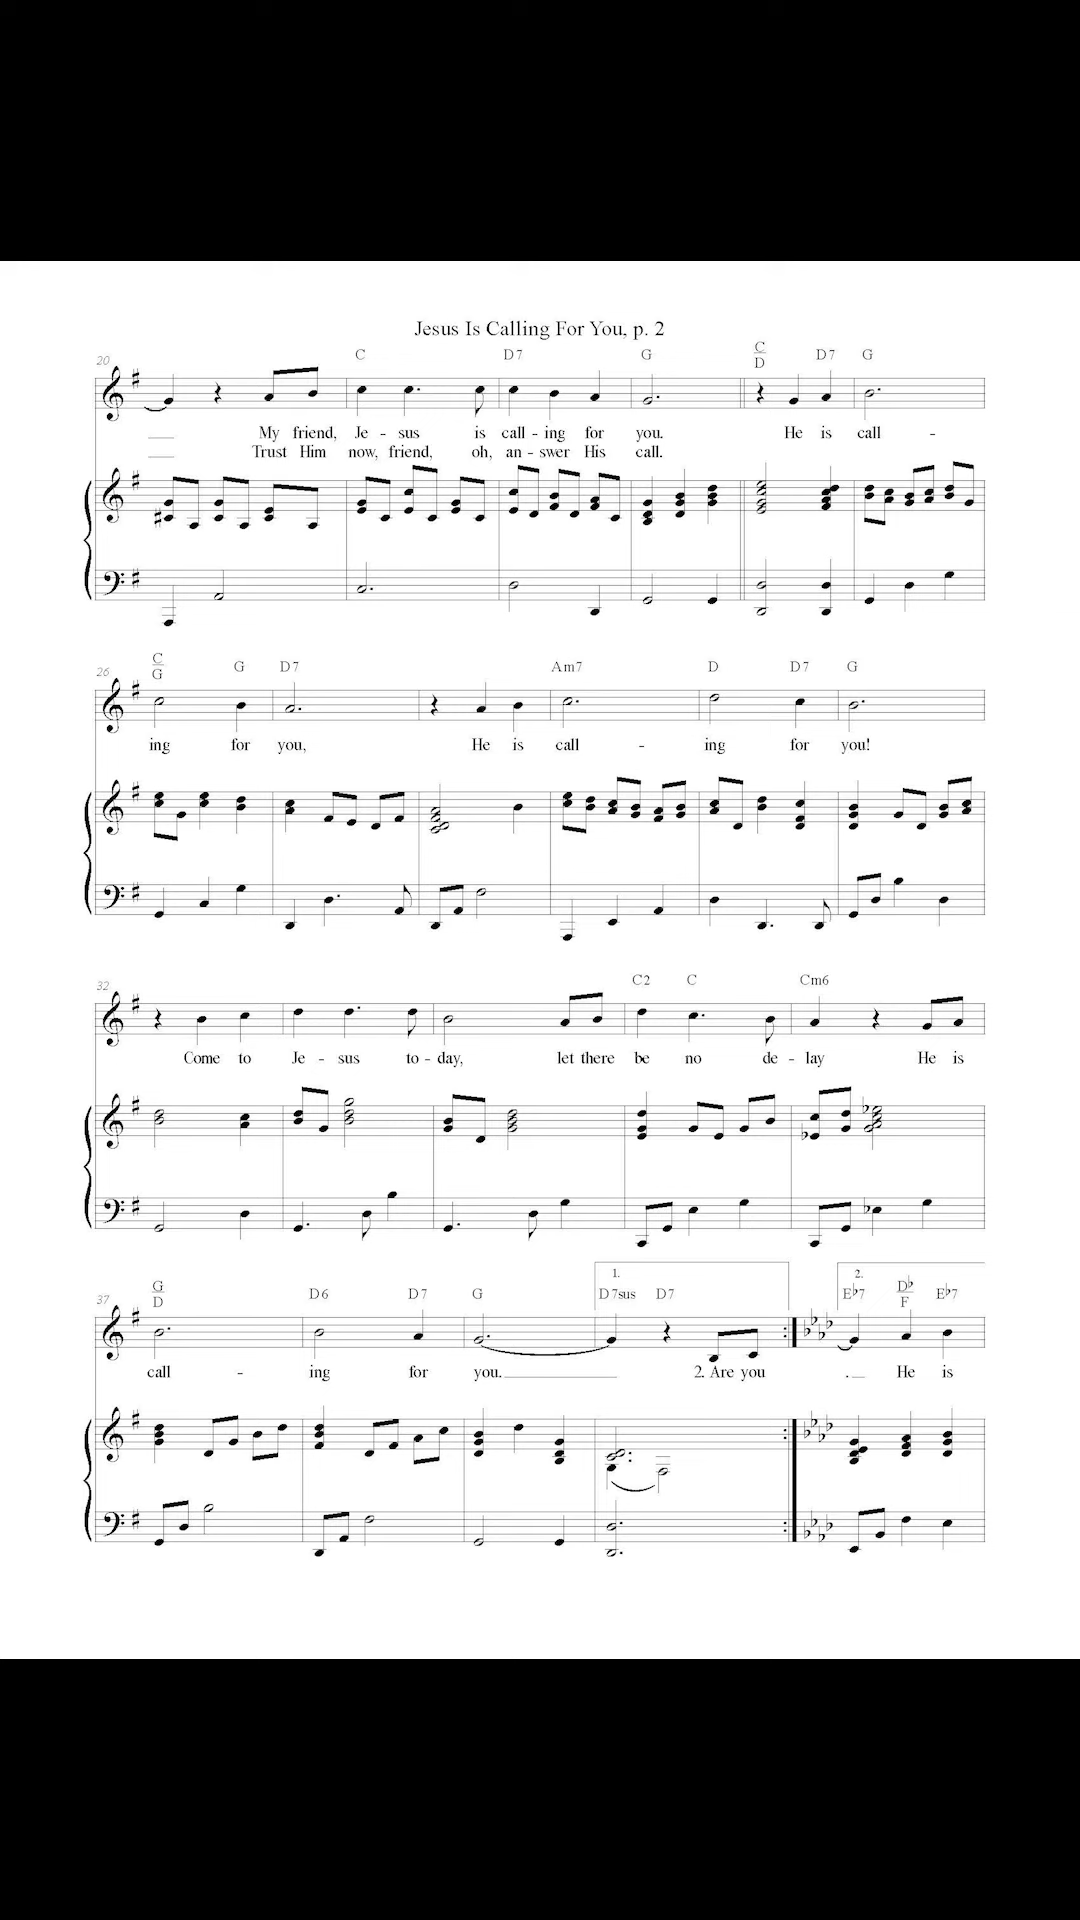 Jesus Is Calling For You, p. 2
20
C D7 G C/D D7 G
My friend, Je - sus is call - ing for you. He is call -
Trust Him now, friend, oh, an - swer His call.
26
C/G G D7 Am7 D D7 G
ing for you, He is call - ing for you!
32
C2 C Cm6
Come to Je - sus to - day, let there be no de - lay He is
37
1. 2.
G/D D6 D7 G D7sus D7 E♭7 D♭/F E♭7
call - ing for you. 2. Are you . He is